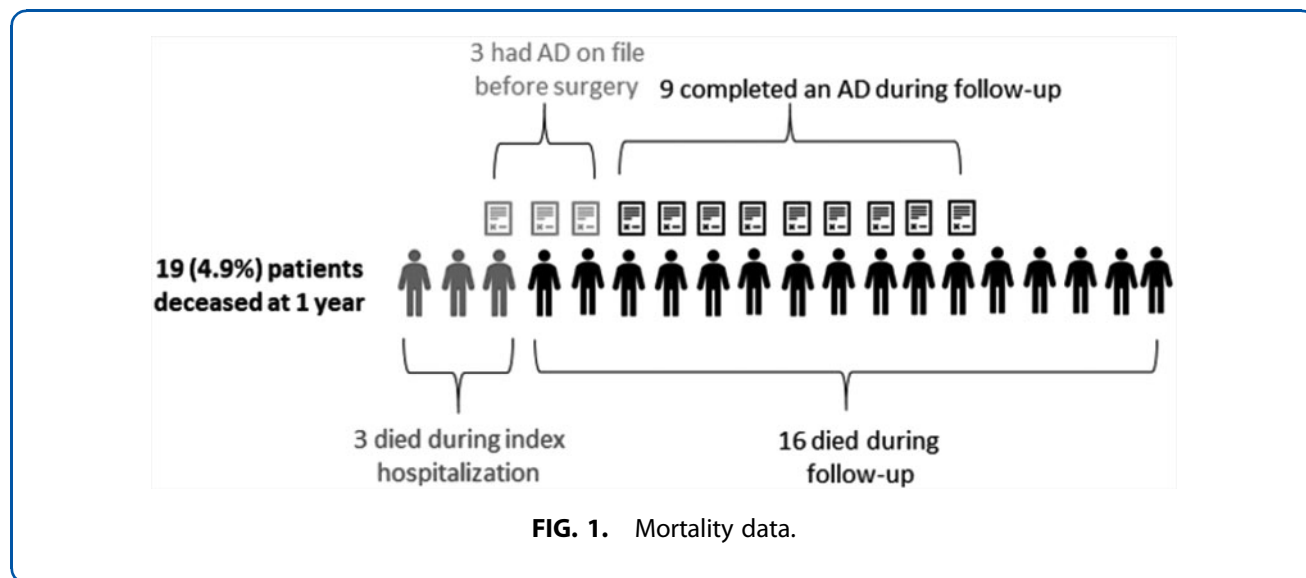 3 had AD on file
before surgery
9 completed an AD during follow-up
19 (4.9%) patients
deceased at 1 year
3 died during index
hospitalization
16 died during
follow-up
FIG. 1. Mortality data.